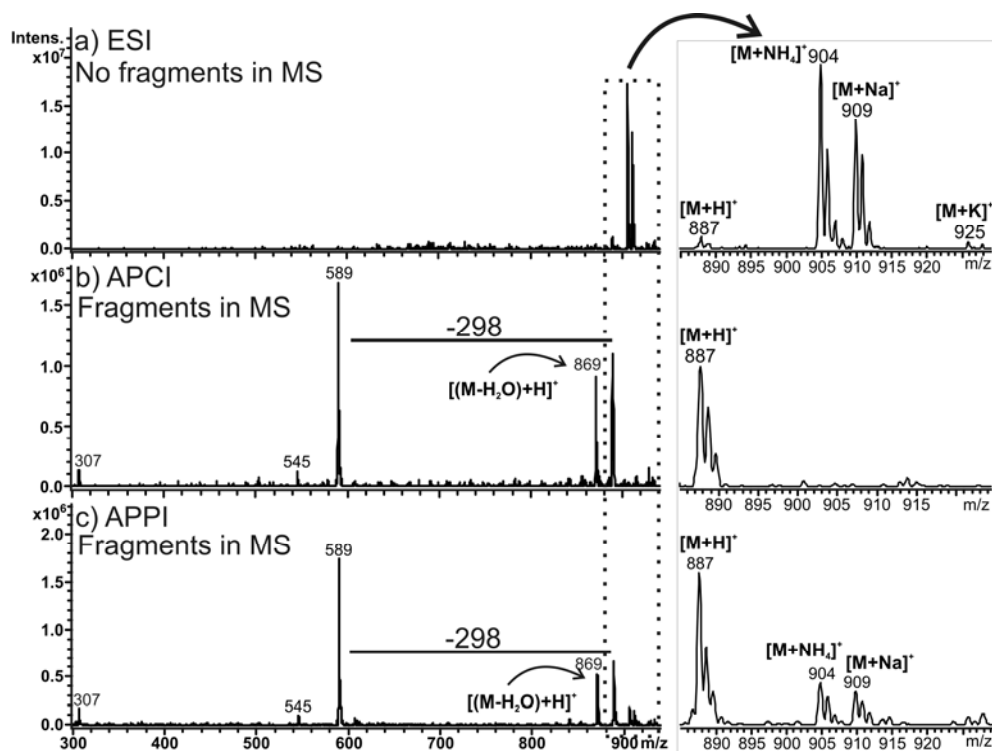 Intens.
x10⁷
a) ESI
No fragments in MS
1.5
1.0
0.5
0.0
[M+NH₄]⁺
904
[M+Na]⁺
909
[M+H]⁺
887
[M+K]⁺
925
890 895 900 905 910 915 920 m/z
x10⁶
b) APCI
Fragments in MS
589
1.5
1.0
0.5
0.0
-298
869
[(M-H₂O)+H]⁺
307
545
[M+H]⁺
887
890 895 900 905 910 915 m/z
x10⁶
c) APPI
Fragments in MS
2.0
1.5
1.0
0.5
0.0
589
-298
869
[(M-H₂O)+H]⁺
307
545
300 400 500 600 700 800 900 m/z
[M+H]⁺
887
[M+NH₄]⁺
904
[M+Na]⁺
909
890 895 900 905 910 915 920 m/z